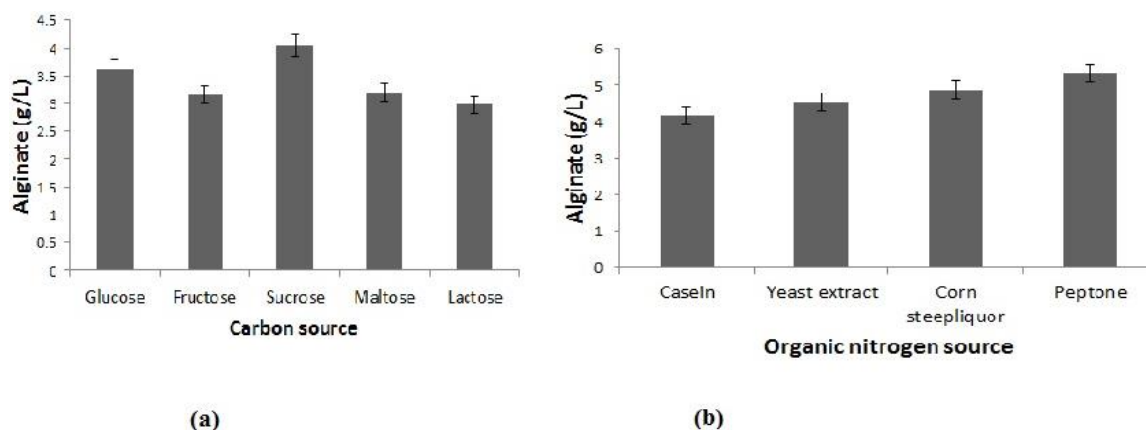 Alginate (g/L)
4.5
4
3.5
3
2.5
2
1.5
1
0.5
0
Glucose Fructose Sucrose Maltose Lactose
Carbon source
(a)
Alginate (g/L)
6
5
4
3
2
1
0
CaseIn Yeast extract Corn steepliquor Peptone
Organic nitrogen source
(b)